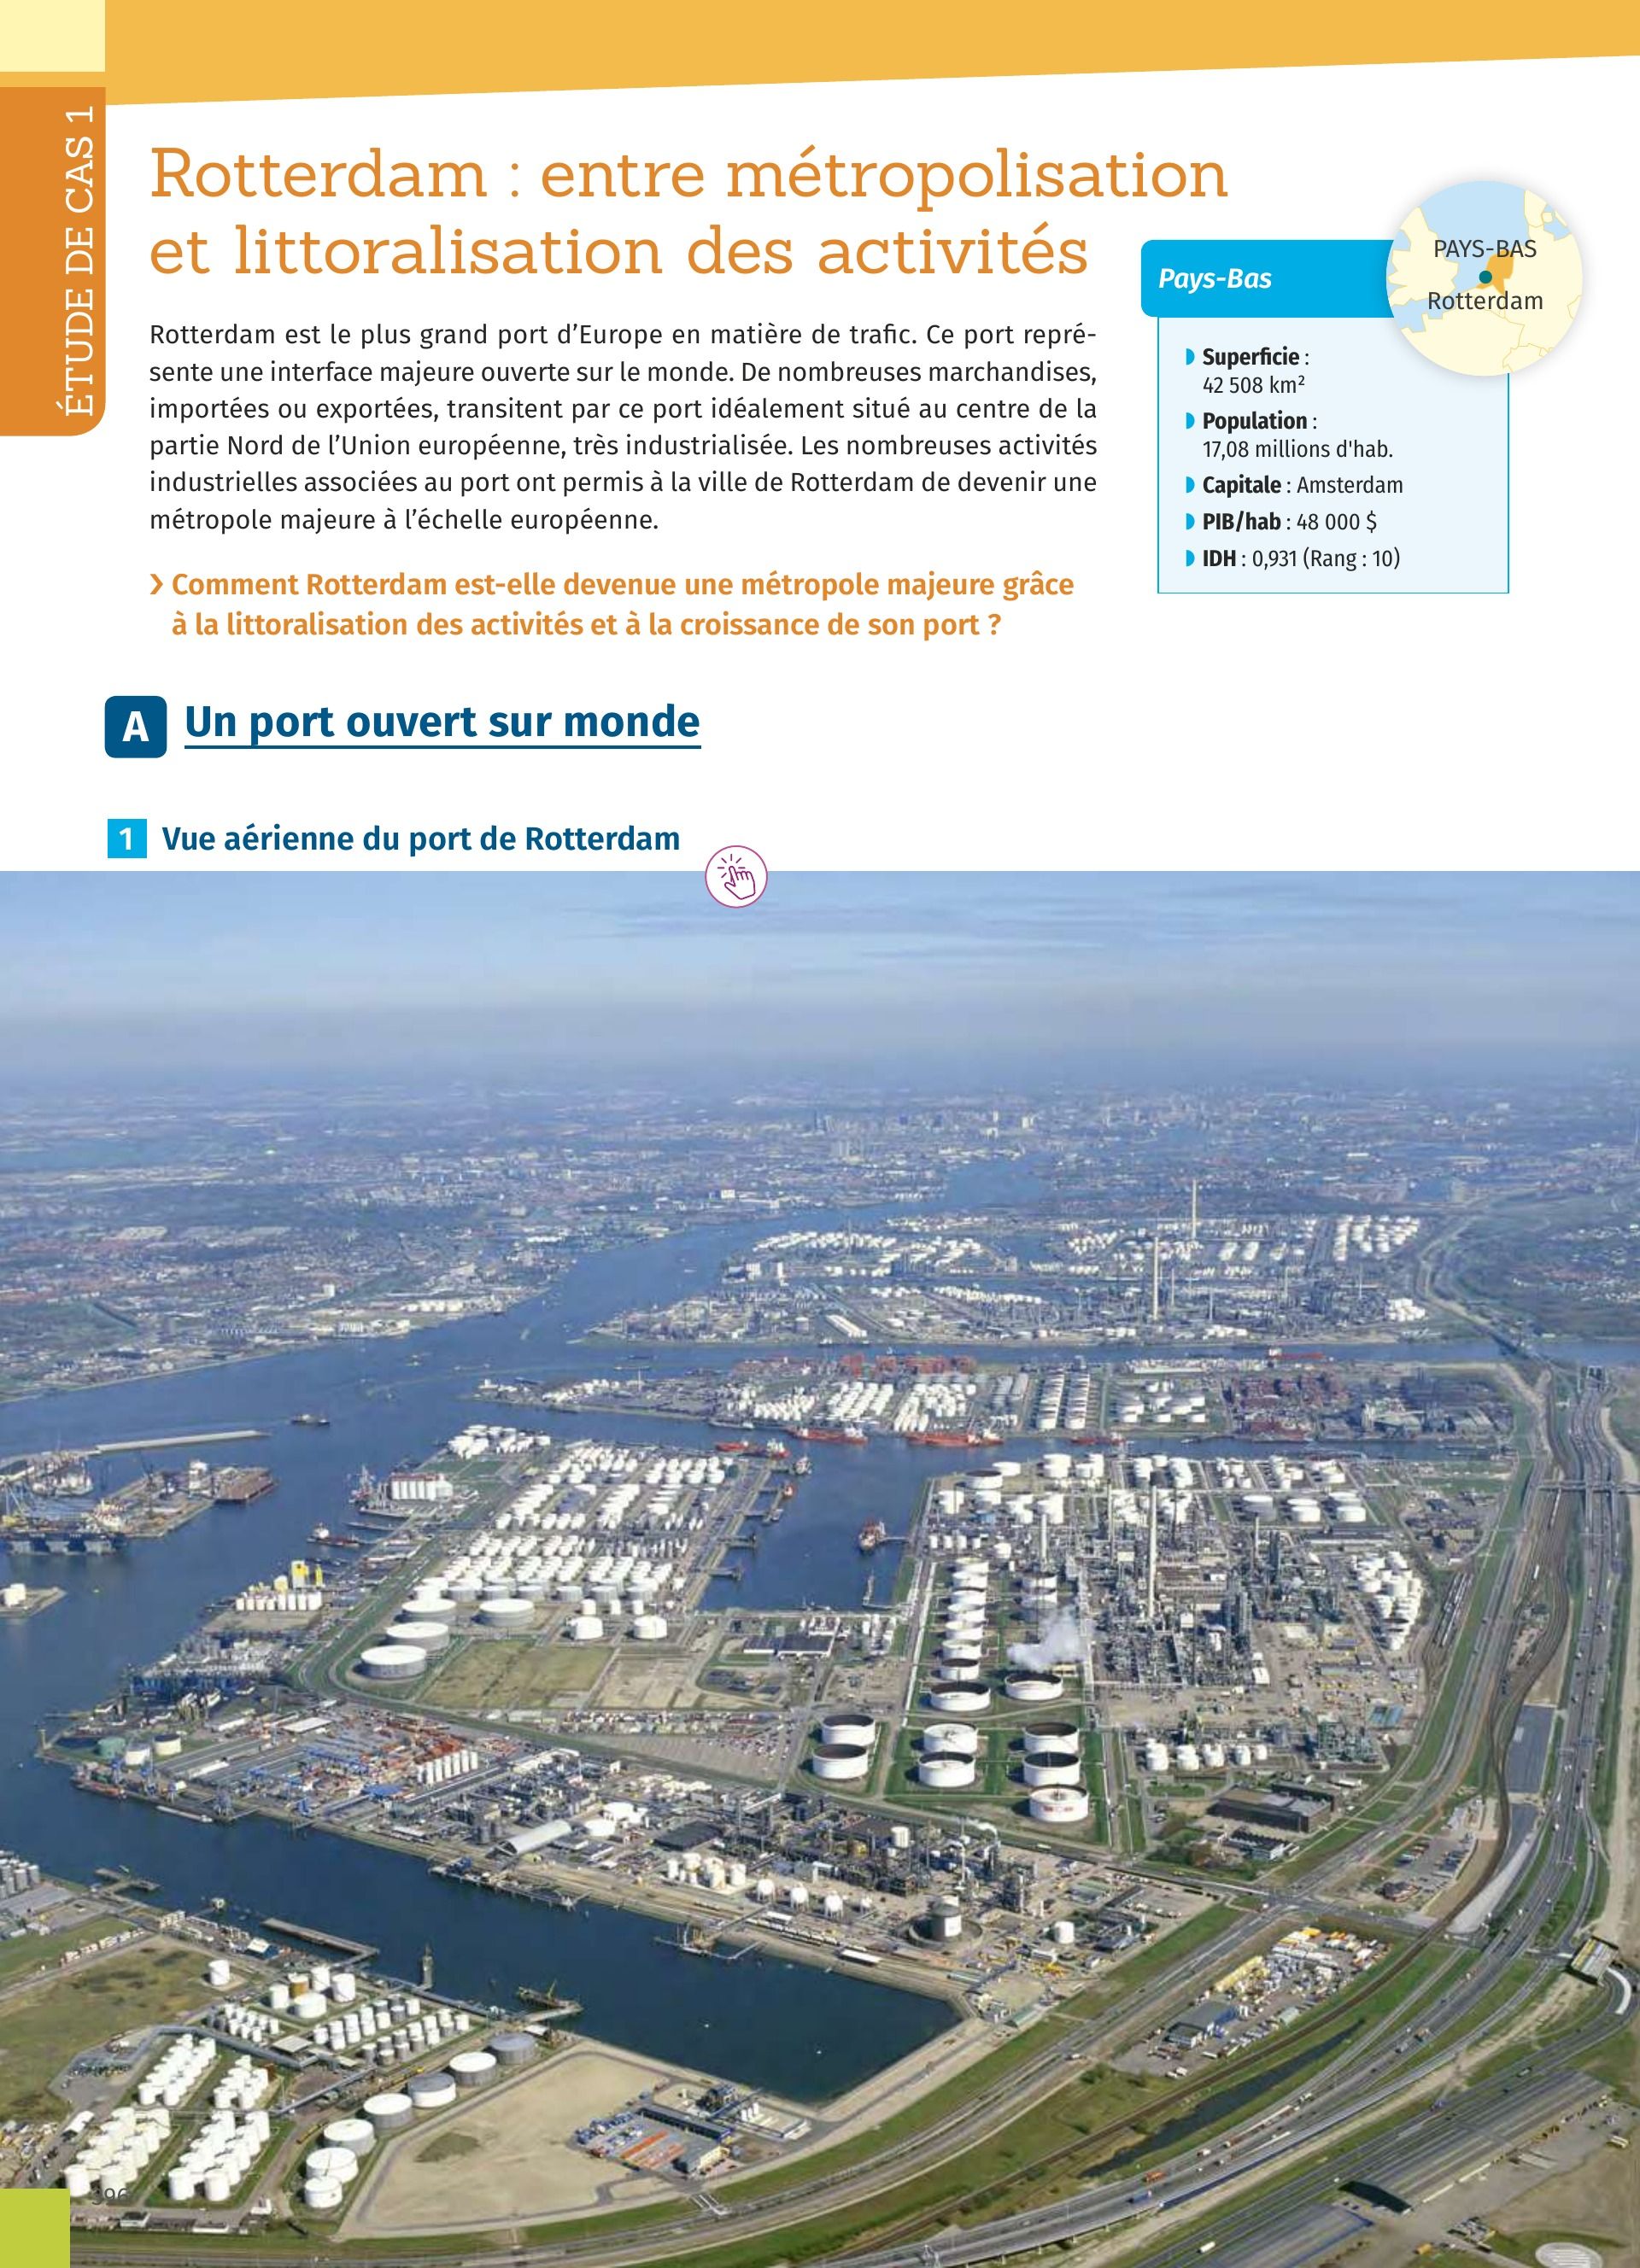 ÉTUDE DE CAS 1
Rotterdam : entre métropolisation
et littoralisation des activités
Rotterdam est le plus grand port d’Europe en matière de trafic. Ce port repré-
sente une interface majeure ouverte sur le monde. De nombreuses marchandises,
importées ou exportées, transitent par ce port idéalement situé au centre de la
partie Nord de l’Union européenne, très industrialisée. Les nombreuses activités
industrielles associées au port ont permis à la ville de Rotterdam de devenir une
métropole majeure à l’échelle européenne.
› Comment Rotterdam est-elle devenue une métropole majeure grâce
à la littoralisation des activités et à la croissance de son port ?
Pays-Bas
PAYS-BAS
Rotterdam
Superficie :
42 508 km²
Population :
17,08 millions d'hab.
Capitale : Amsterdam
PIB/hab : 48 000 $
IDH : 0,931 (Rang : 10)
A Un port ouvert sur monde
1 Vue aérienne du port de Rotterdam